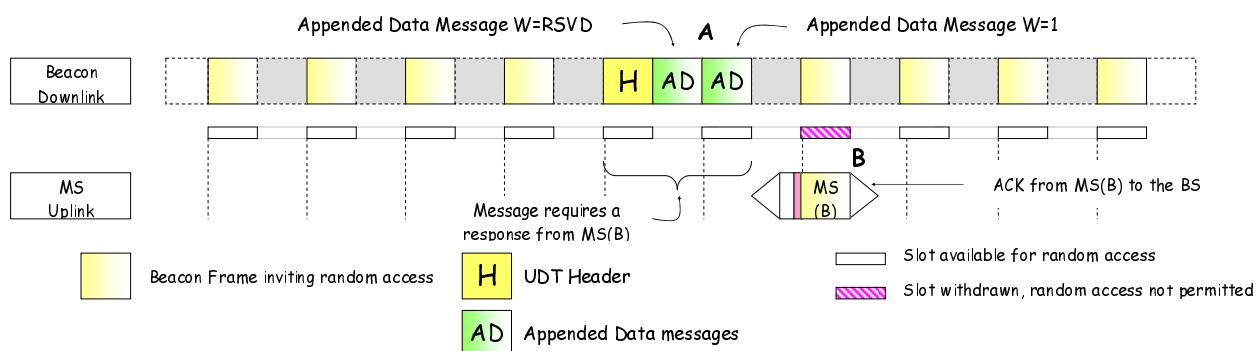 Appended Data Message W=RSVD
A
Appended Data Message W=1
Beacon
Downlink
H
AD
AD
B
MS
Uplink
MS
(B)
ACK from MS(B) to the BS
Message requires a
response from MS(B)
Beacon Frame inviting random access
H
UDT Header
Slot available for random access
Slot withdrawn, random access not permitted
AD
Appended Data messages